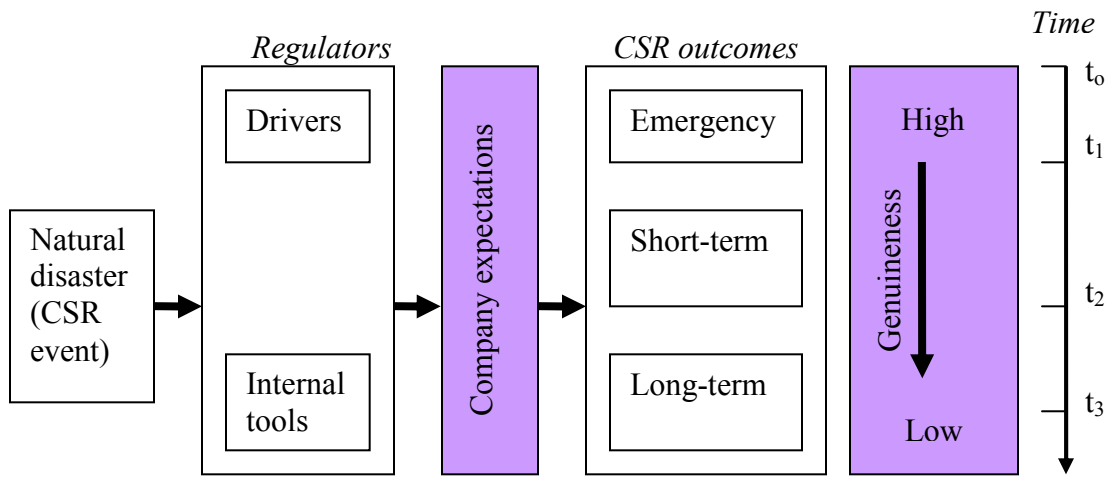 Time
Regulators
CSR outcomes
Natural
disaster
(CSR
event)
Drivers
Internal
tools
Company expectations
Emergency
Short-term
Long-term
High
Genuineness
Low
to
t1
t2
t3